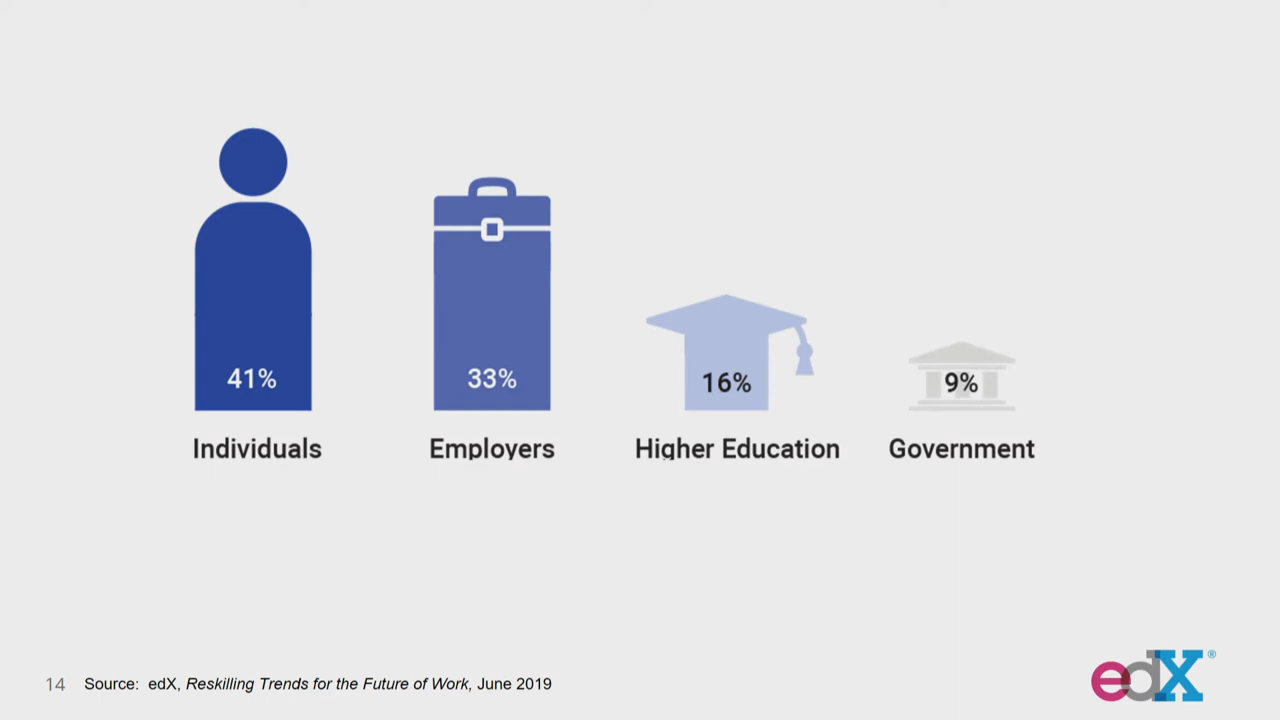 41%
33%
16%
9%
Individuals
Employers
Higher Education
Government
14
Source: edX, Reskilling Trends for the Future of Work, June 2019
edX®